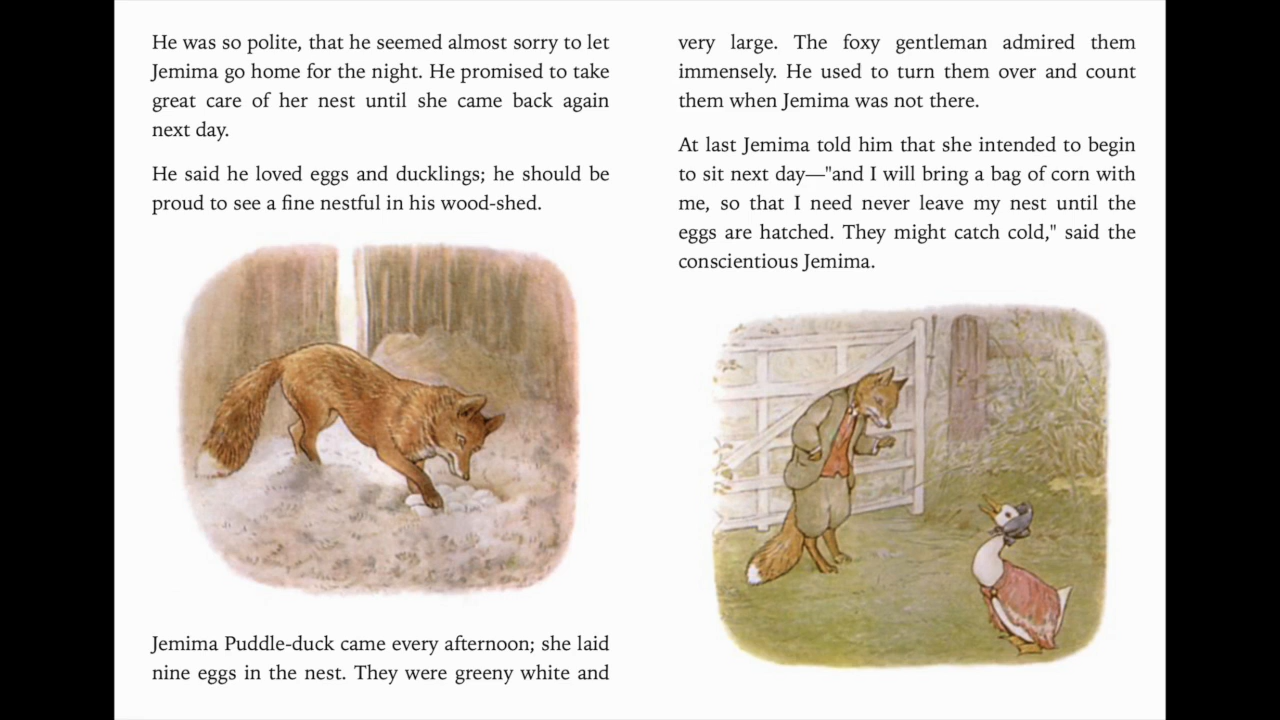 He was so polite, that he seemed almost sorry to let
Jemima go home for the night. He promised to take
great care of her nest until she came back again
next day.
He said he loved eggs and ducklings; he should be
proud to see a fine nestful in his wood-shed.
Jemima Puddle-duck came every afternoon; she laid
nine eggs in the nest. They were greeny white and
very large. The foxy gentleman admired them
immensely. He used to turn them over and count
them when Jemima was not there.
At last Jemima told him that she intended to begin
to sit next day—"and I will bring a bag of corn with
me, so that I need never leave my nest until the
eggs are hatched. They might catch cold," said the
conscientious Jemima.